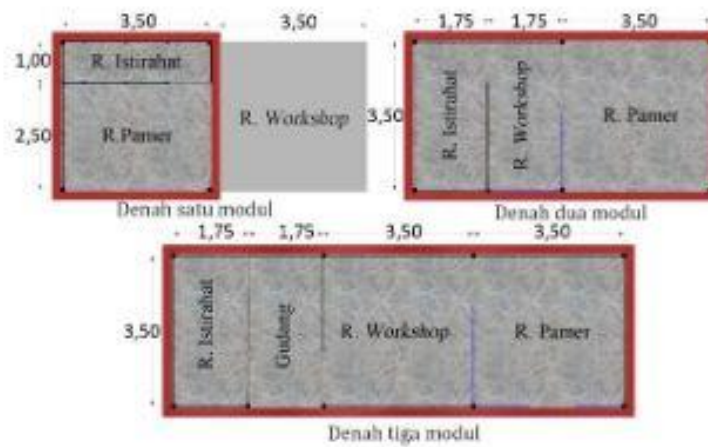 3,50
3,50
1,00
R. Istirahat
2,50
R.Pamer
R. Workshop
Denah satu modul
1,75
1,75
3,50
3,50
R. Istirahat
R. Workshop
R. Pamer
Denah dua modul
1,75
1,75
3,50
3,50
3,50
R. Istirahat
Gudang
R. Workshop
R. Pamer
Denah tiga modul